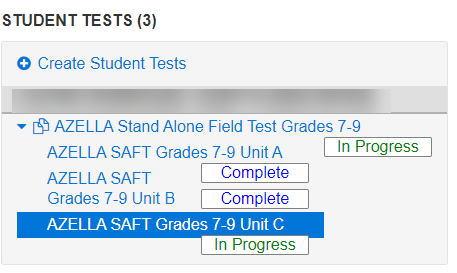 STUDENT TESTS (3)
Create Student Tests
AZELLA Stand Alone Field Test Grades 7-9
In Progress
AZELLA SAFT Grades 7-9 Unit A
Complete
AZELLA SAFT
Grades 7-9 Unit B
Complete
AZELLA SAFT Grades 7-9 Unit C
In Progress